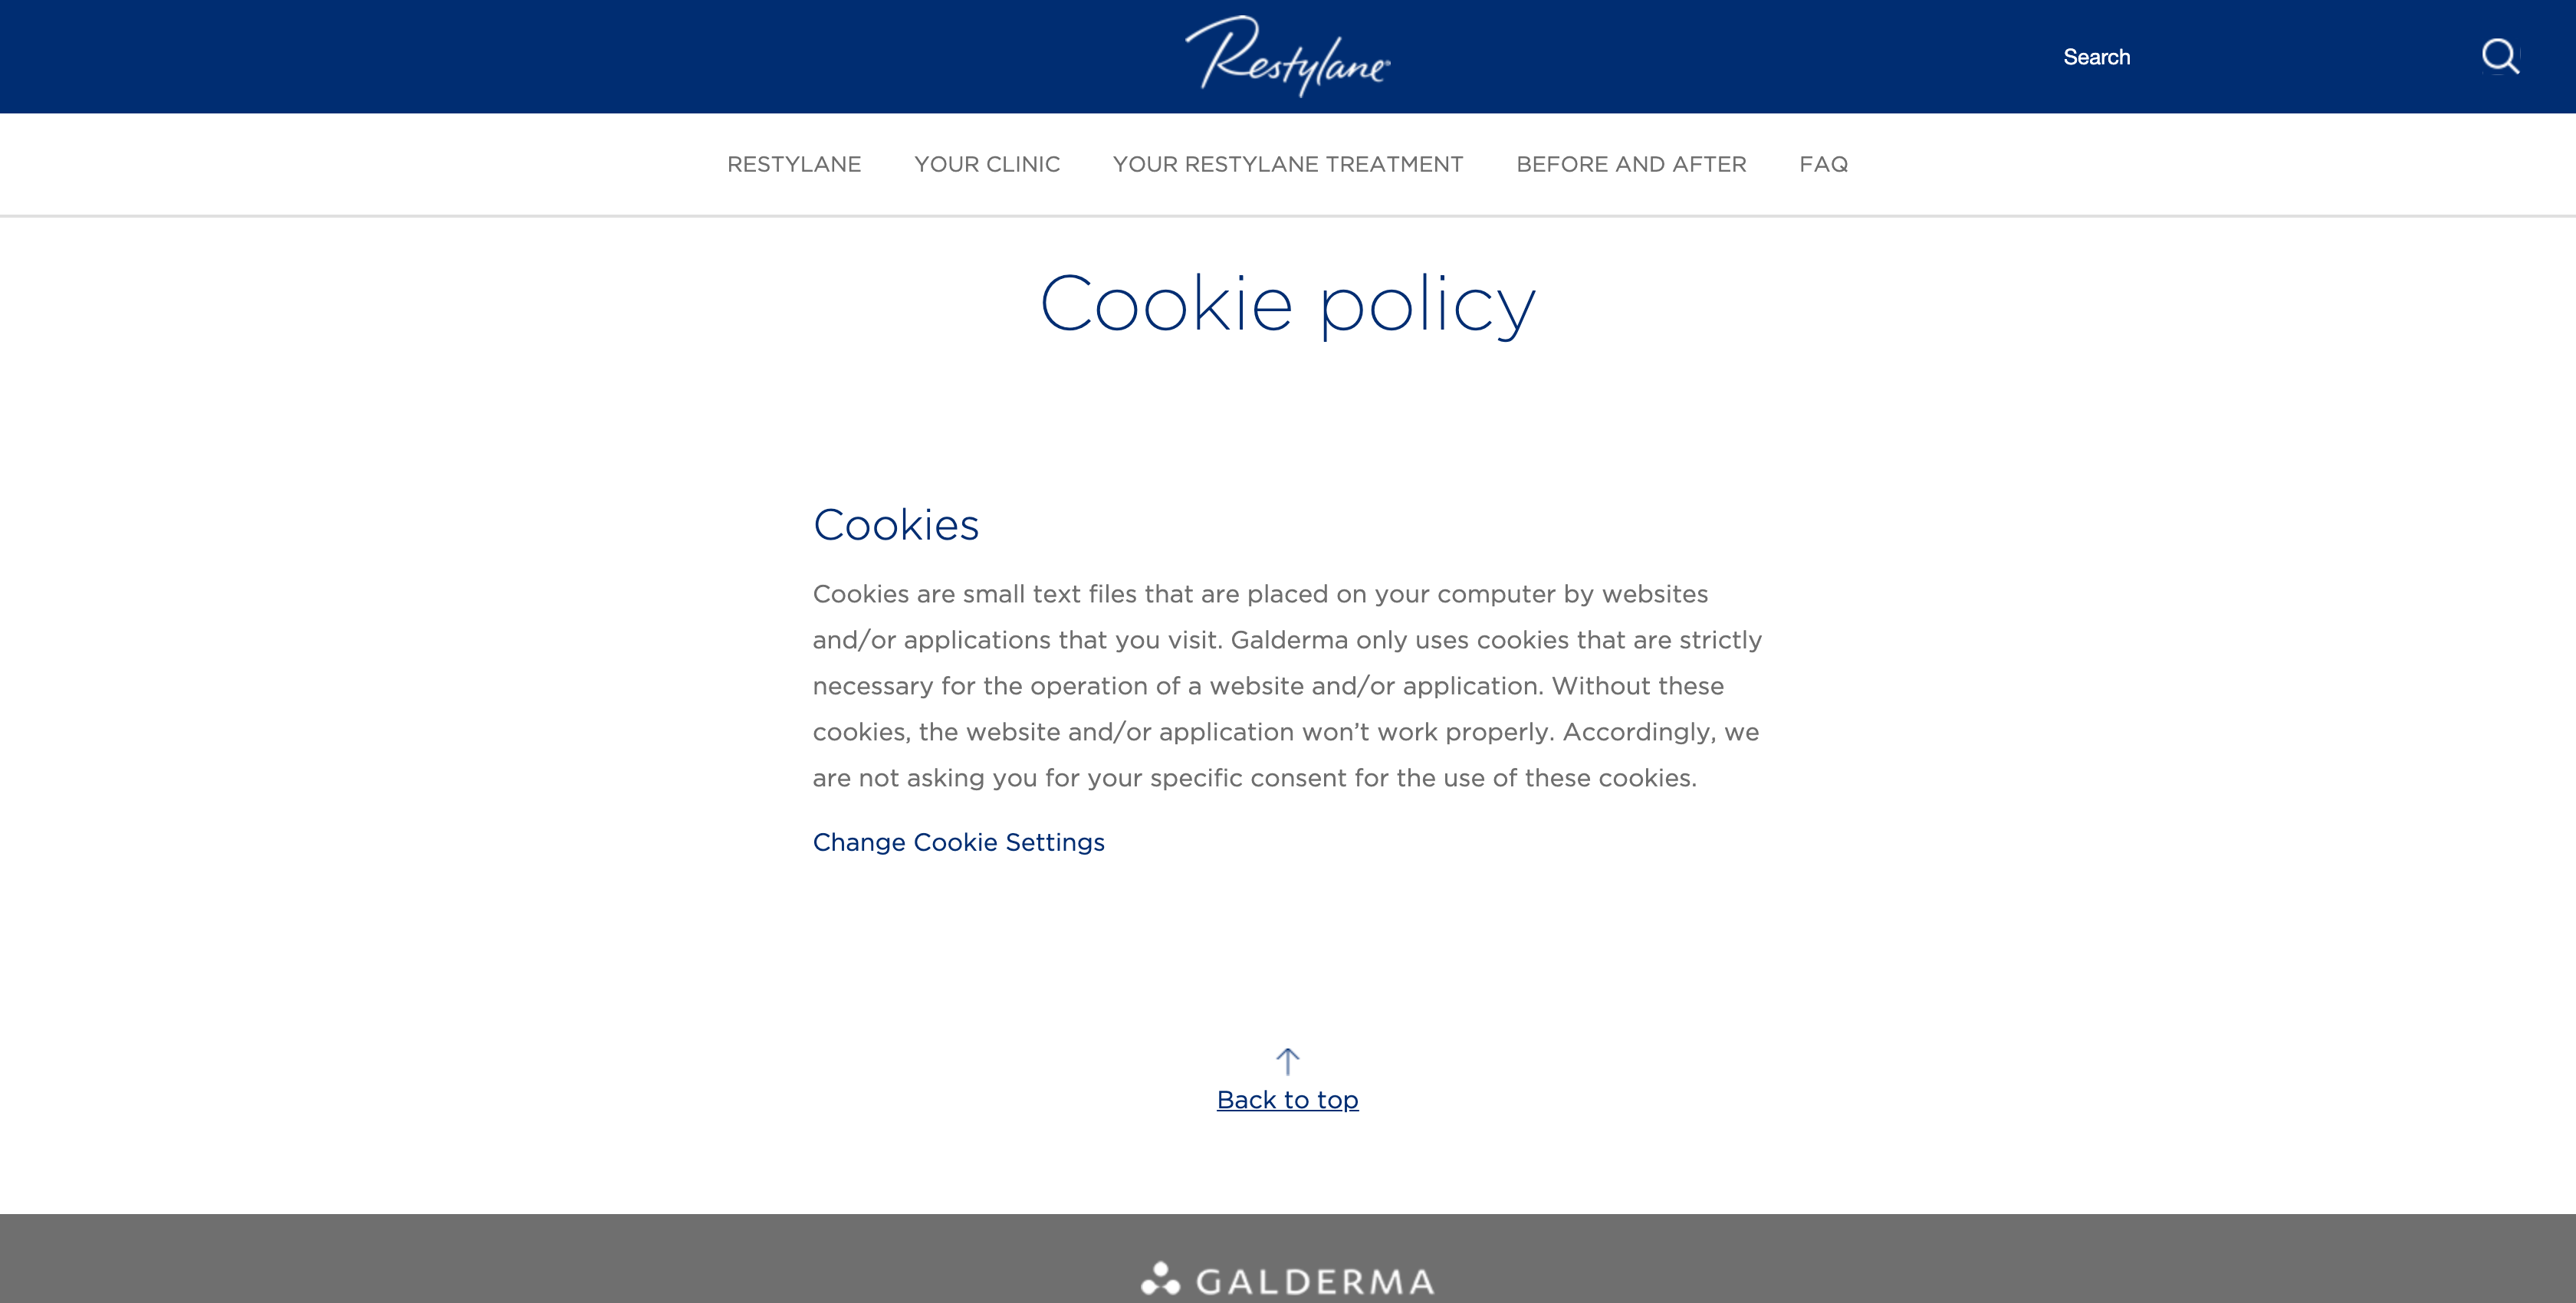 Restylane®
Search
RESTYLANE YOUR CLINIC YOUR RESTYLANE TREATMENT BEFORE AND AFTER FAQ
Cookie policy
Cookies
Cookies are small text files that are placed on your computer by websites
and/or applications that you visit. Galderma only uses cookies that are strictly
necessary for the operation of a website and/or application. Without these
cookies, the website and/or application won’t work properly. Accordingly, we
are not asking you for your specific consent for the use of these cookies.
Change Cookie Settings
Back to top
GALDERMA